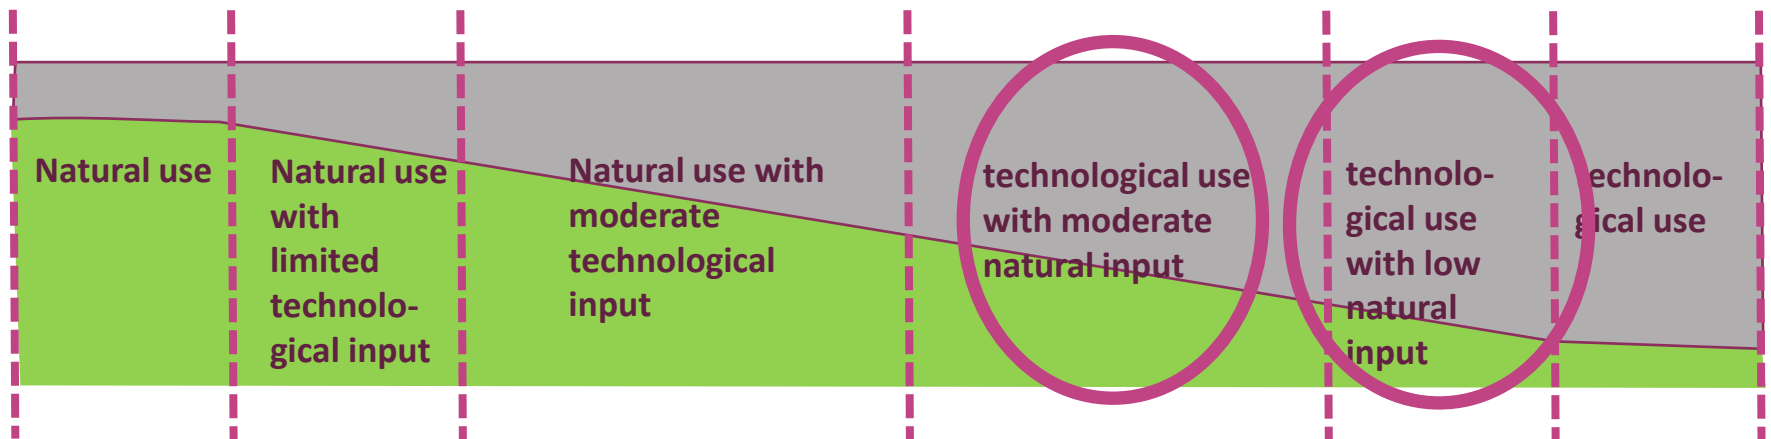 Natural use
Natural use
with
limited
technolo-
gical input
Natural use with
moderate
technological
input
technological use
with moderate
natural input
technolo-
gical use
with low
natural
input
technolo-
gical use